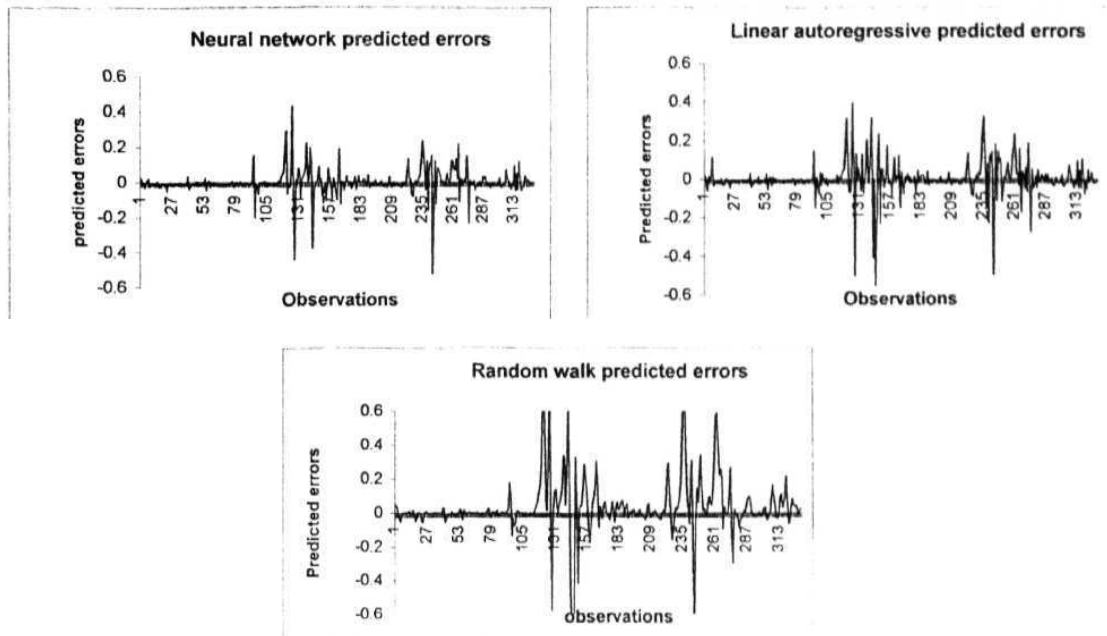 Neural network predicted errors
predicted errors
0.6
0.4
0.2
0
-0.2
-0.4
-0.6
1 27 53 79 105 131 157 183 209 235 261 287 313
Observations
Linear autoregressive predicted errors
Predicted errors
0.6
0.4
0.2
0
-0.2
-0.4
-0.6
1 27 53 79 105 131 157 183 209 235 261 287 313
Observations
Random walk predicted errors
Predicted errors
0.6
0.4
0.2
0
-0.2
-0.4
-0.6
1 27 53 79 105 131 157 183 209 235 261 287 313
observations